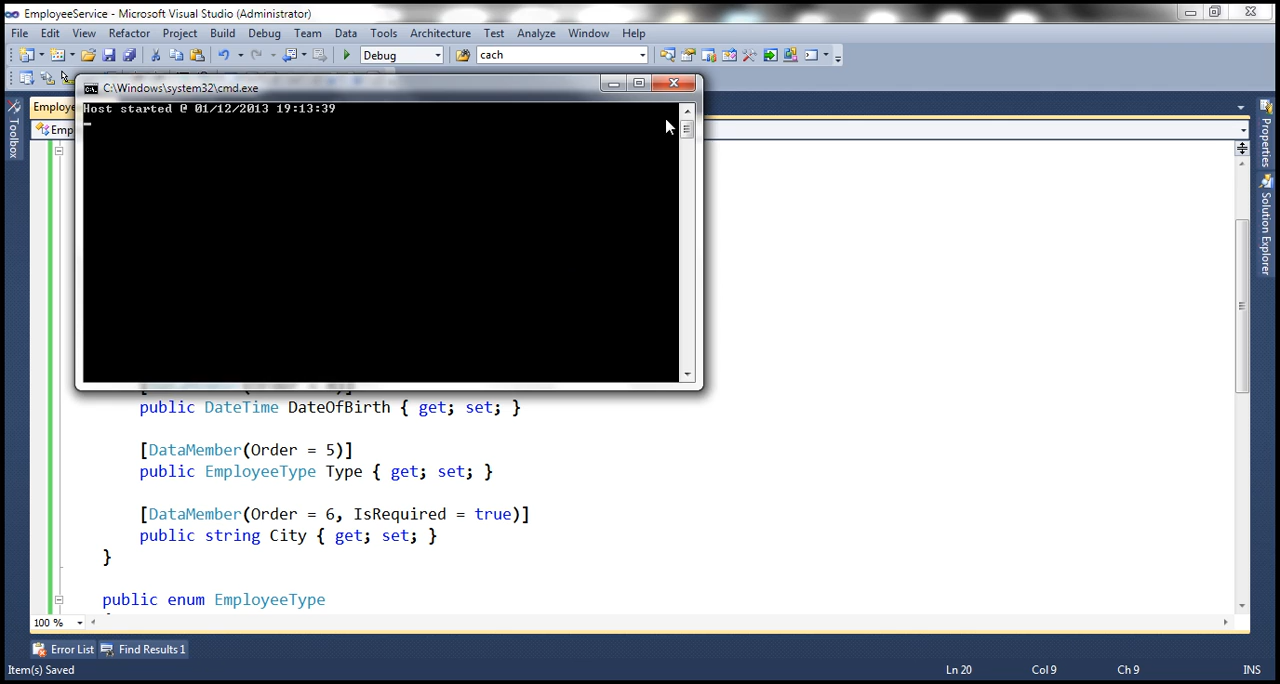 EmployeeService - Microsoft Visual Studio (Administrator)
File Edit View Refactor Project Build Debug Team Data Tools Architecture Test Analyze Window Help
Debug cach
C:\Windows\system32\cmd.exe
Host started @ 01/12/2013 19:13:39
Employe
Emp
Toolbox
Properties
Solution Explorer
public DateTime DateOfBirth { get; set; }
[DataMember(Order = 5)]
public EmployeeType Type { get; set; }
[DataMember(Order = 6, IsRequired = true)]
public string City { get; set; }
}
public enum EmployeeType
100 %
Error List Find Results 1
Item(s) Saved Ln 20 Col 9 Ch 9 INS